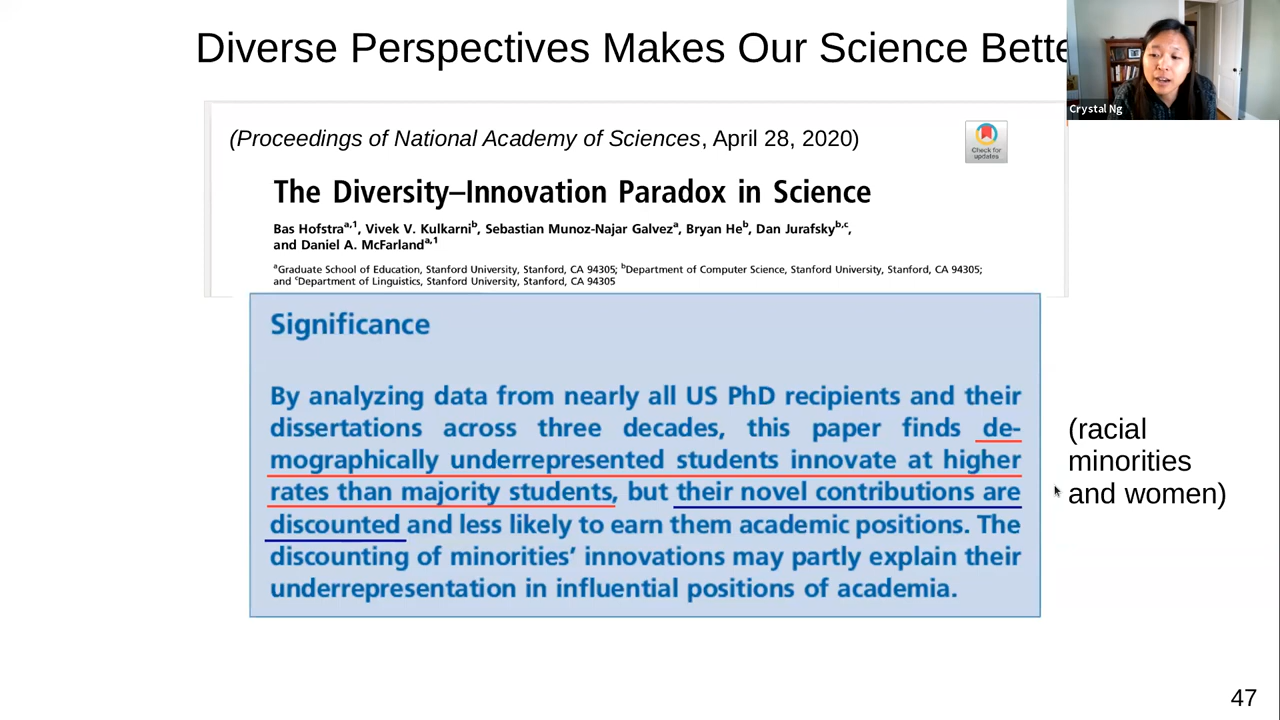 Diverse Perspectives Makes Our Science Bette
Crystal Ng
(Proceedings of National Academy of Sciences, April 28, 2020)
Check for
updates
The Diversity–Innovation Paradox in Science
Bas Hofstraa,1, Vivek V. Kulkarnib, Sebastian Munoz-Najar Galveza, Bryan Heb, Dan Jurafskyb,c,
and Daniel A. McFarlanda,1
aGraduate School of Education, Stanford University, Stanford, CA 94305; bDepartment of Computer Science, Stanford University, Stanford, CA 94305;
and cDepartment of Linguistics, Stanford University, Stanford, CA 94305
Significance
By analyzing data from nearly all US PhD recipients and their
dissertations across three decades, this paper finds de-
mographically underrepresented students innovate at higher
rates than majority students, but their novel contributions are
discounted and less likely to earn them academic positions. The
discounting of minorities’ innovations may partly explain their
underrepresentation in influential positions of academia.
(racial
minorities
and women)
47